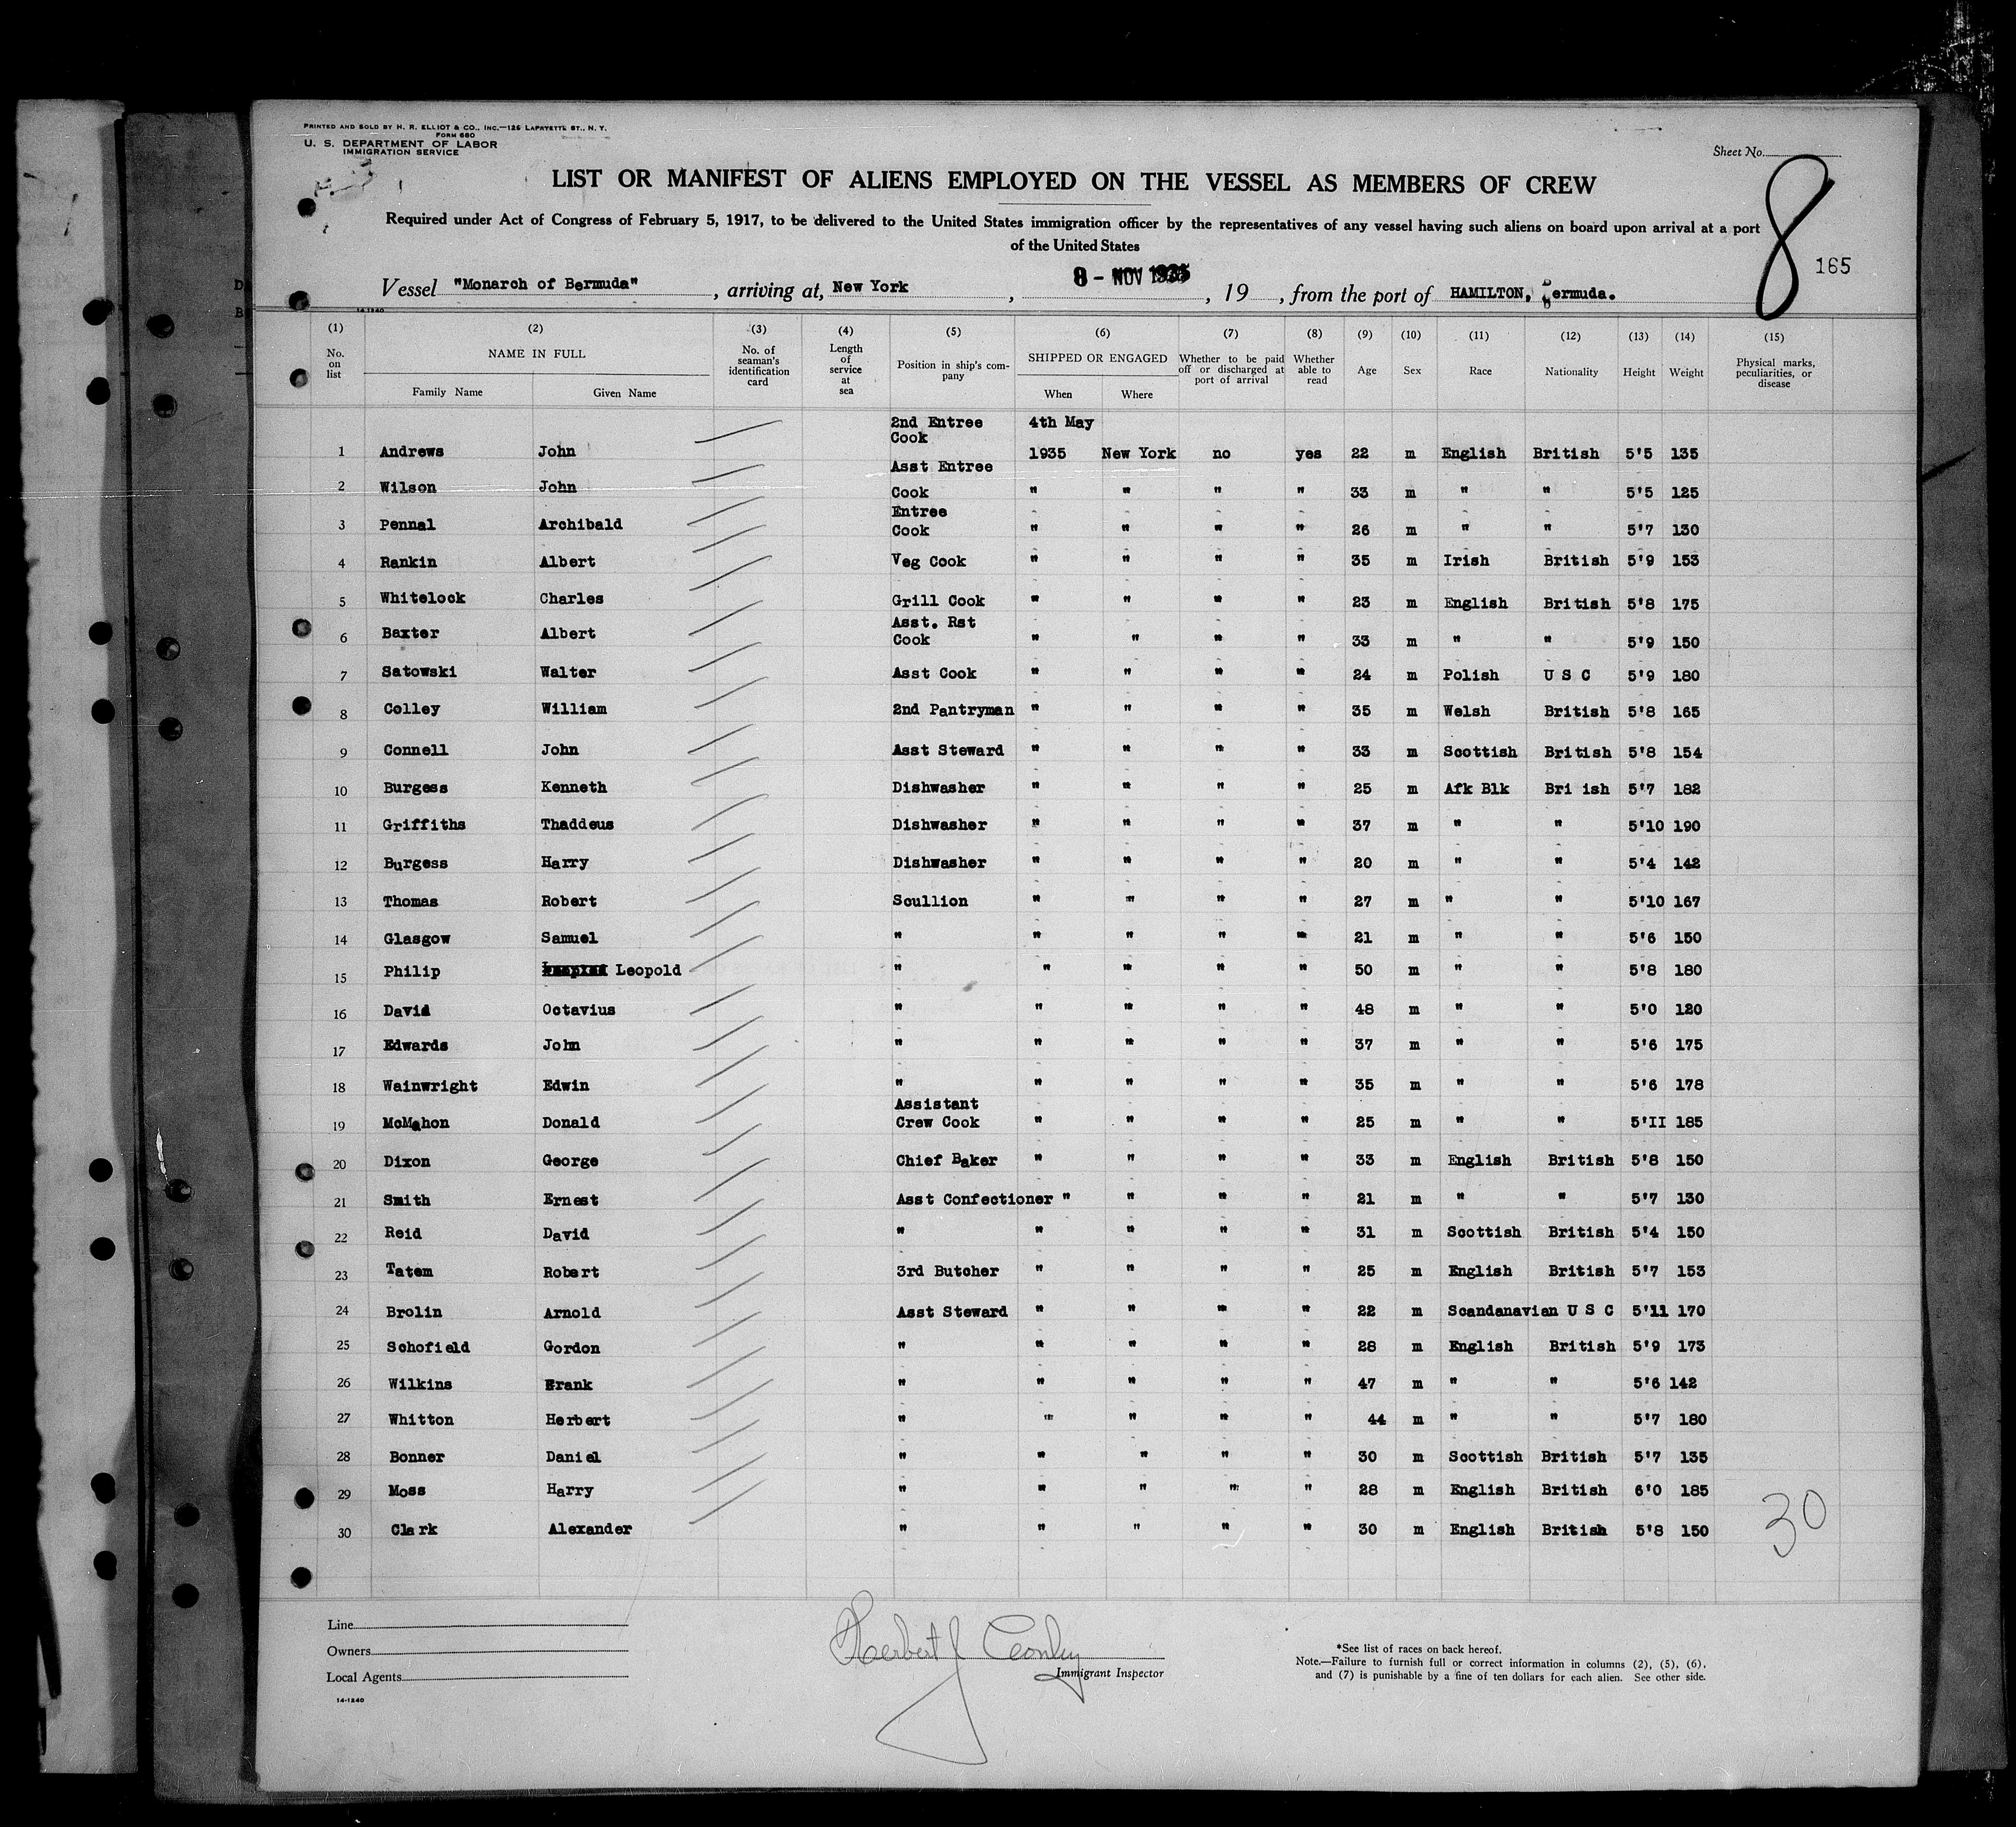 PRINTED AND SOLD BY H. R. ELLIOT & CO., INC.—126 LAFAYETTE ST., N. Y.
FORM 680
U. S. DEPARTMENT OF LABOR
IMMIGRATION SERVICE
Sheet No. 8
LIST OR MANIFEST OF ALIENS EMPLOYED ON THE VESSEL AS MEMBERS OF CREW
Required under Act of Congress of February 5, 1917, to be delivered to the United States immigration officer by the representatives of any vessel having such aliens on board upon arrival at a port
of the United States
165
Vessel "Monarch of Bermuda", arriving at, New York, 8 - NOV 1935, 19, from the port of HAMILTON, Bermuda.
14-1240
(1) (2) (3) (4) (5) (6) (7) (8) (9) (10) (11) (12) (13) (14) (15)
No. on list NAME IN FULL Family Name Given Name No. of seaman's identification card Length of service at sea Position in ship's company SHIPPED OR ENGAGED When Where Whether to be paid off or discharged at port of arrival Whether able to read Age Sex Race Nationality Height Weight Physical marks, peculiarities, or disease
1 Andrews John 2nd Entree Cook 4th May 1935 New York no yes 22 m English British 5'5 135
2 Wilson John Asst Entree Cook " " " " 33 m " " 5'5 125
3 Pennal Archibald Entree Cook " " " " 26 m " " 5'7 130
4 Rankin Albert Veg Cook " " " " 35 m Irish British 5'9 153
5 Whitelock Charles Grill Cook " " " " 23 m English British 5'8 175
6 Baxter Albert Asst. Rst Cook " " " " 33 m " " 5'9 150
7 Satowski Walter Asst Cook " " " " 24 m Polish U S C 5'9 180
8 Colley William 2nd Pantryman " " " " 35 m Welsh British 5'8 165
9 Connell John Asst Steward " " " " 33 m Scottish British 5'8 154
10 Burgess Kenneth Dishwasher " " " " 25 m Afk Blk Bri ish 5'7 182
11 Griffiths Thaddeus Dishwasher " " " " 37 m " " 5'10 190
12 Burgess Harry Dishwasher " " " " 20 m " " 5'4 142
13 Thomas Robert Scullion " " " " 27 m " " 5'10 167
14 Glasgow Samuel " " " " " 21 m " " 5'6 150
15 Philip Leopold " " " " " 50 m " " 5'8 180
16 David Octavius " " " " " 48 m " " 5'0 120
17 Edwards John " " " " " 37 m " " 5'6 175
18 Wainwright Edwin " " " " " 35 m " " 5'6 178
19 McMahon Donald Assistant Crew Cook " " " " 25 m " " 5'II 185
20 Dixon George Chief Baker " " " " 33 m English British 5'8 150
21 Smith Ernest Asst Confectioner " " " " 21 m " " 5'7 130
22 Reid David " " " " " 31 m Scottish British 5'4 150
23 Tatem Robert 3rd Butcher " " " " 25 m English British 5'7 153
24 Brolin Arnold Asst Steward " " " " 22 m Scandanavian U S C 5'11 170
25 Schofield Gordon " " " " " 28 m English British 5'9 173
26 Wilkins Frank " " " " " 47 m " " 5'6 142
27 Whitton Herbert " " " " " 44 m " " 5'7 180
28 Bonner Daniel " " " " " 30 m Scottish British 5'7 135
29 Moss Harry " " " " " 28 m English British 6'0 185
30 Clark Alexander " " " " " 30 m English British 5'8 150
30
Line
Owners
Local Agents
14-1240
Herbert J
Immigrant Inspector
*See list of races on back hereof.
Note.—Failure to furnish full or correct information in columns (2), (5), (6),
and (7) is punishable by a fine of ten dollars for each alien. See other side.